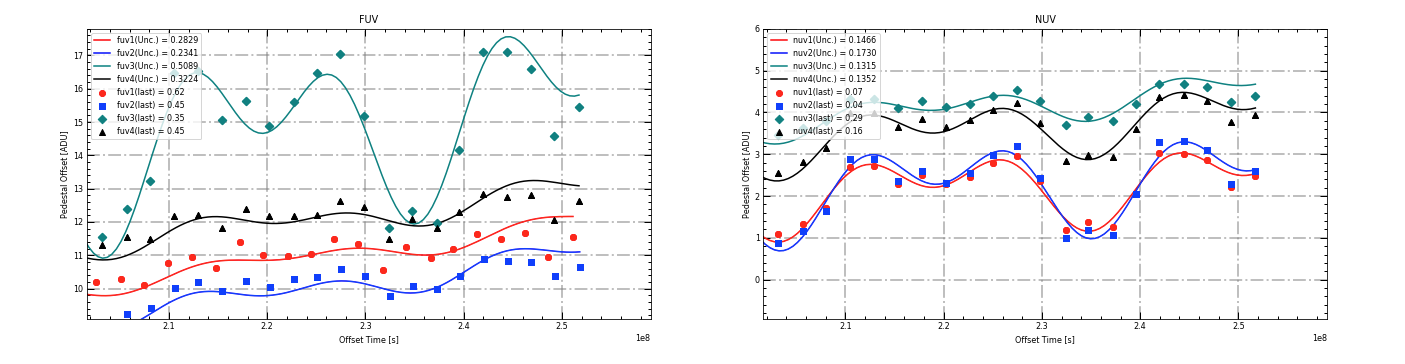 FUV
fuv1(Unc.) = 0.2829
fuv2(Unc.) = 0.2341
fuv3(Unc.) = 0.5089
fuv4(Unc.) = 0.3224
fuv1(last) = 0.62
fuv2(last) = 0.45
fuv3(last) = 0.35
fuv4(last) = 0.45
Pedestal Offset [ADU]
17
16
15
14
13
12
11
10
2.1 2.2 2.3 2.4 2.5
Offset Time [s]
1e8
NUV
nuv1(Unc.) = 0.1466
nuv2(Unc.) = 0.1730
nuv3(Unc.) = 0.1315
nuv4(Unc.) = 0.1352
nuv1(last) = 0.07
nuv2(last) = 0.04
nuv3(last) = 0.29
nuv4(last) = 0.16
Pedestal Offset [ADU]
6
5
4
3
2
1
0
2.1 2.2 2.3 2.4 2.5
Offset Time [s]
1e8